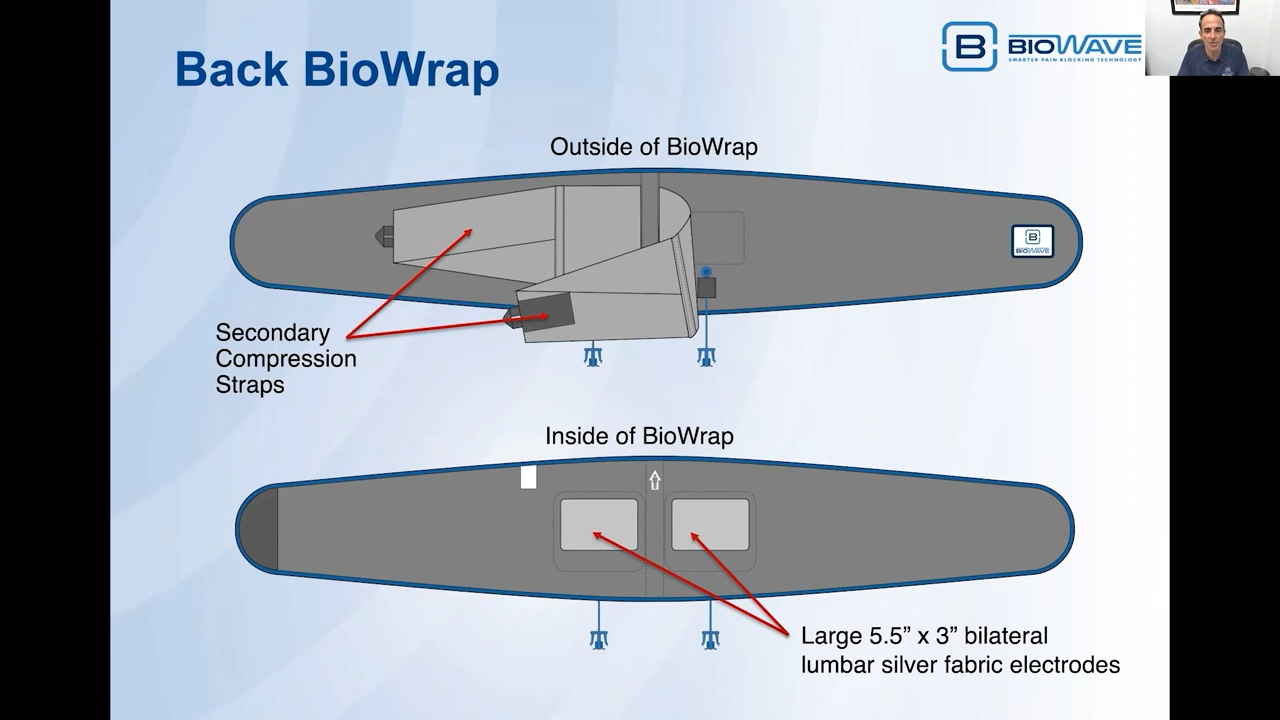 Back BioWrap
B BIOWAVE
SMARTER PAIN BLOCKING TECHNOLOGY
Outside of BioWrap
B
BIOWAVE
Secondary
Compression
Straps
Inside of BioWrap
Large 5.5” x 3” bilateral
lumbar silver fabric electrodes